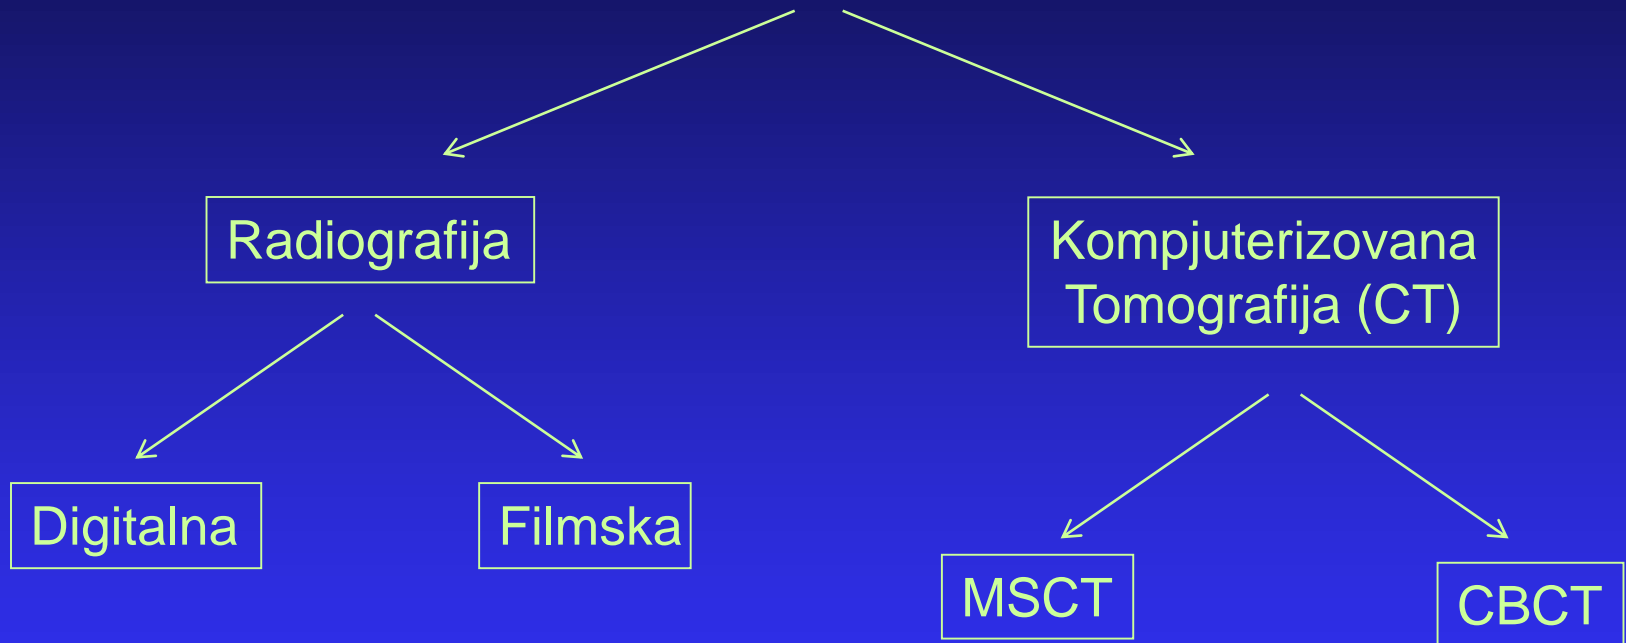 Radiografija
Kompjuterizovana
Tomografija (CT)
Digitalna
Filmska
MSCT
CBCT